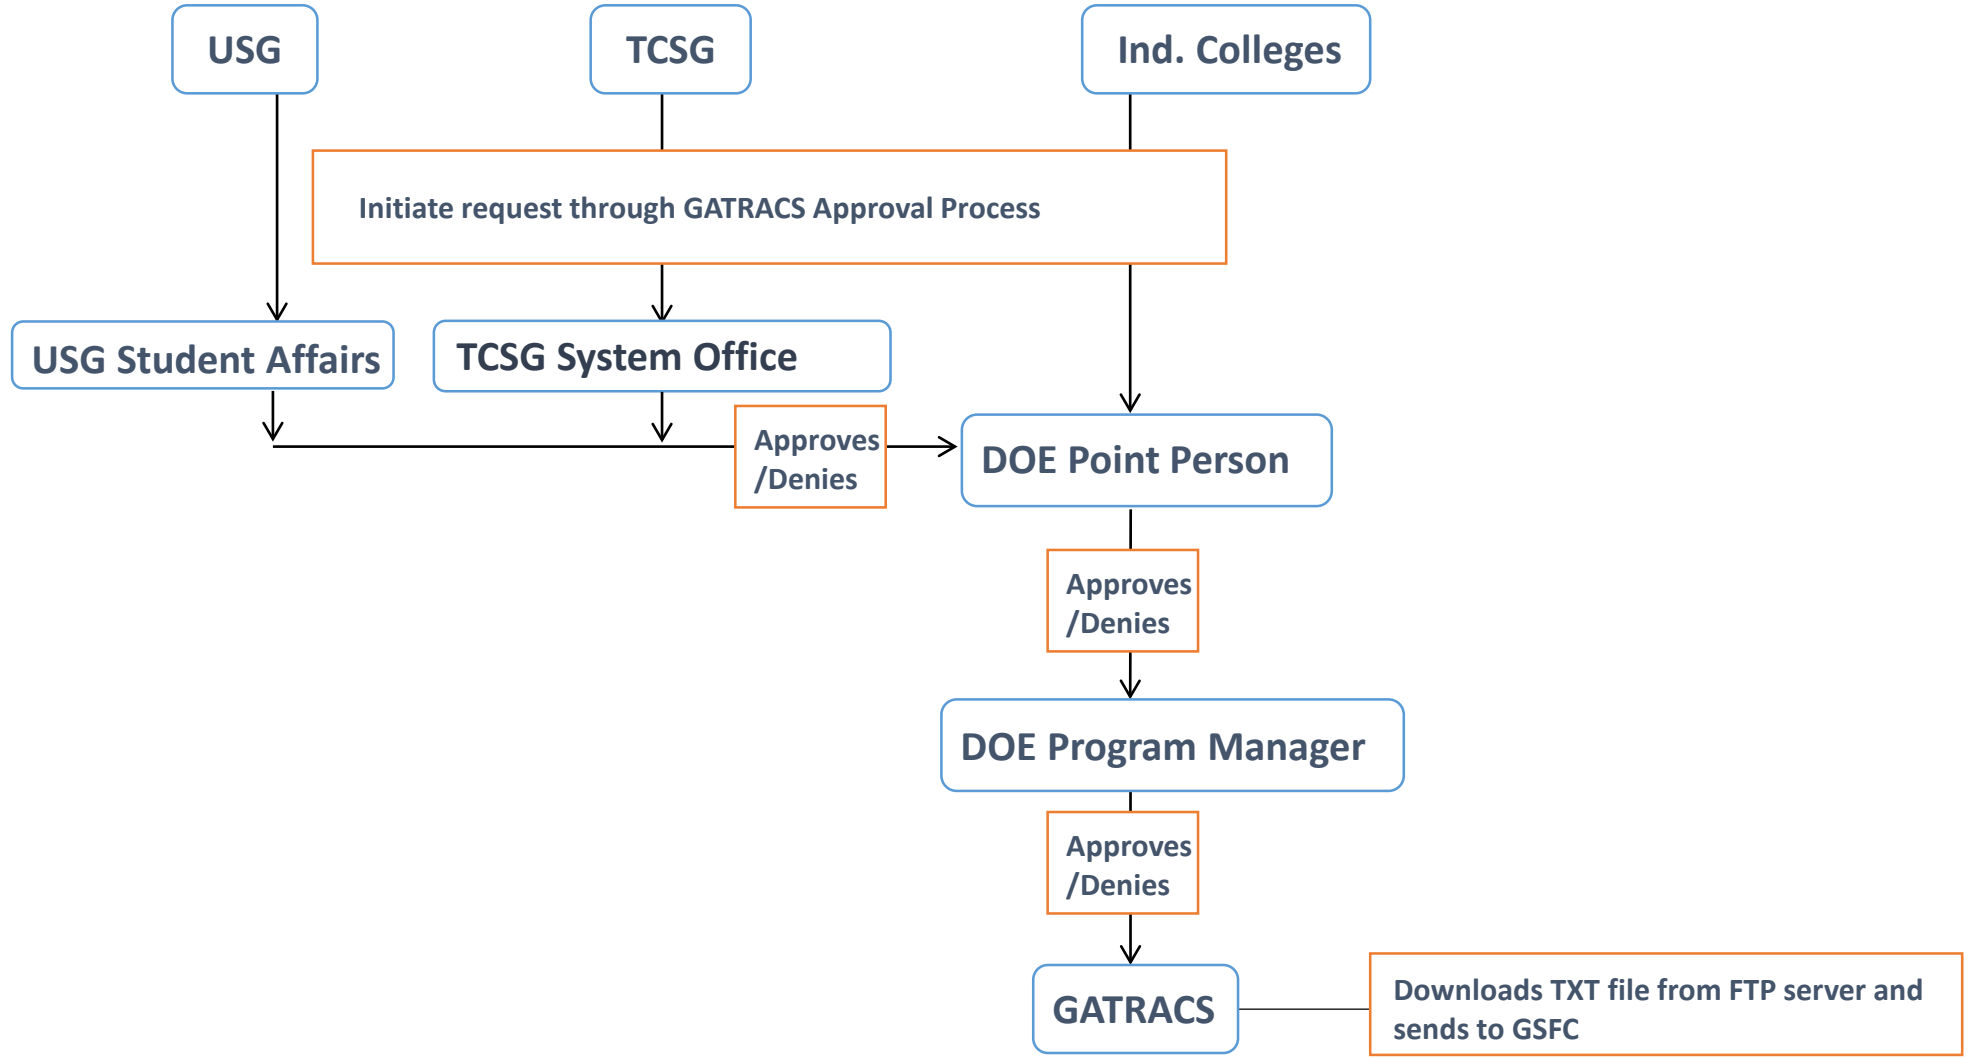 USG
TCSG
Ind. Colleges
Initiate request through GATRACS Approval Process
USG Student Affairs
TCSG System Office
Approves
/Denies
DOE Point Person
Approves
/Denies
DOE Program Manager
Approves
/Denies
GATRACS
Downloads TXT file from FTP server and
sends to GSFC